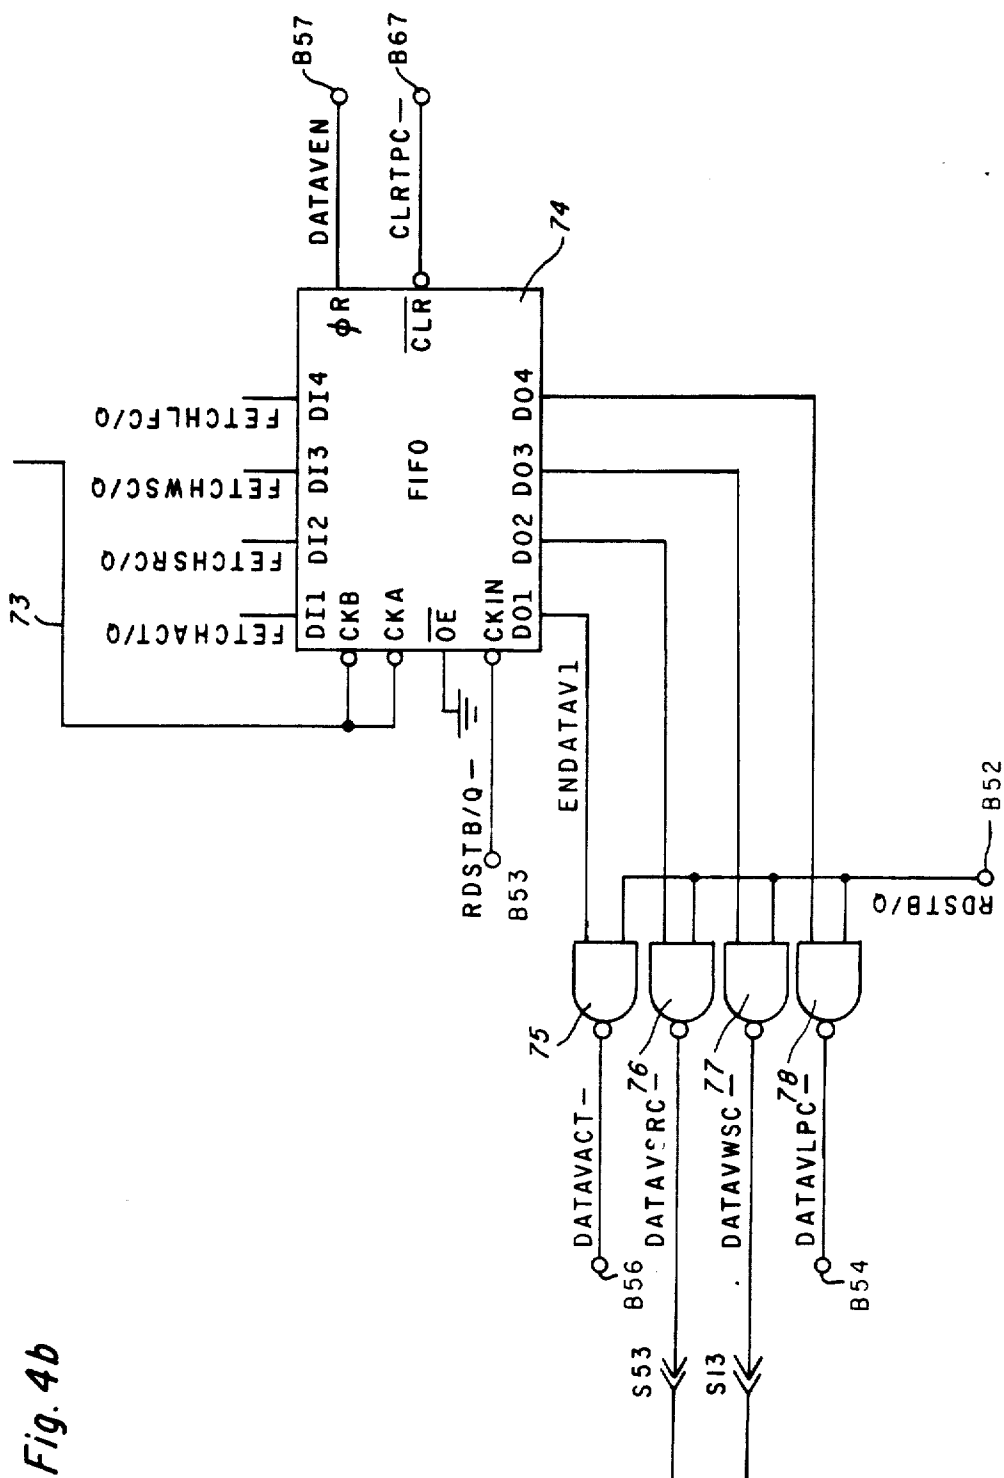 Fig. 4b
B57
B67
DATAVEN
CLRTPC-
74
73
FETCHACT/Q
FETCHSRC/Q
FETCHWSC/Q
FETCHLFC/Q
DI1 DI2 DI3 DI4
ϕR
CLR
CKB
CKA
OE
CKIN
FIFO
DO1 DO2 DO3 DO4
RDSTB/Q-
B53
ENDATAV1
RDSTB/Q
B52
75
76
77
78
DATAVACT-
B56
DATAVSRC-
S53
DATAVWSC-
S13
DATAVLPC-
B54